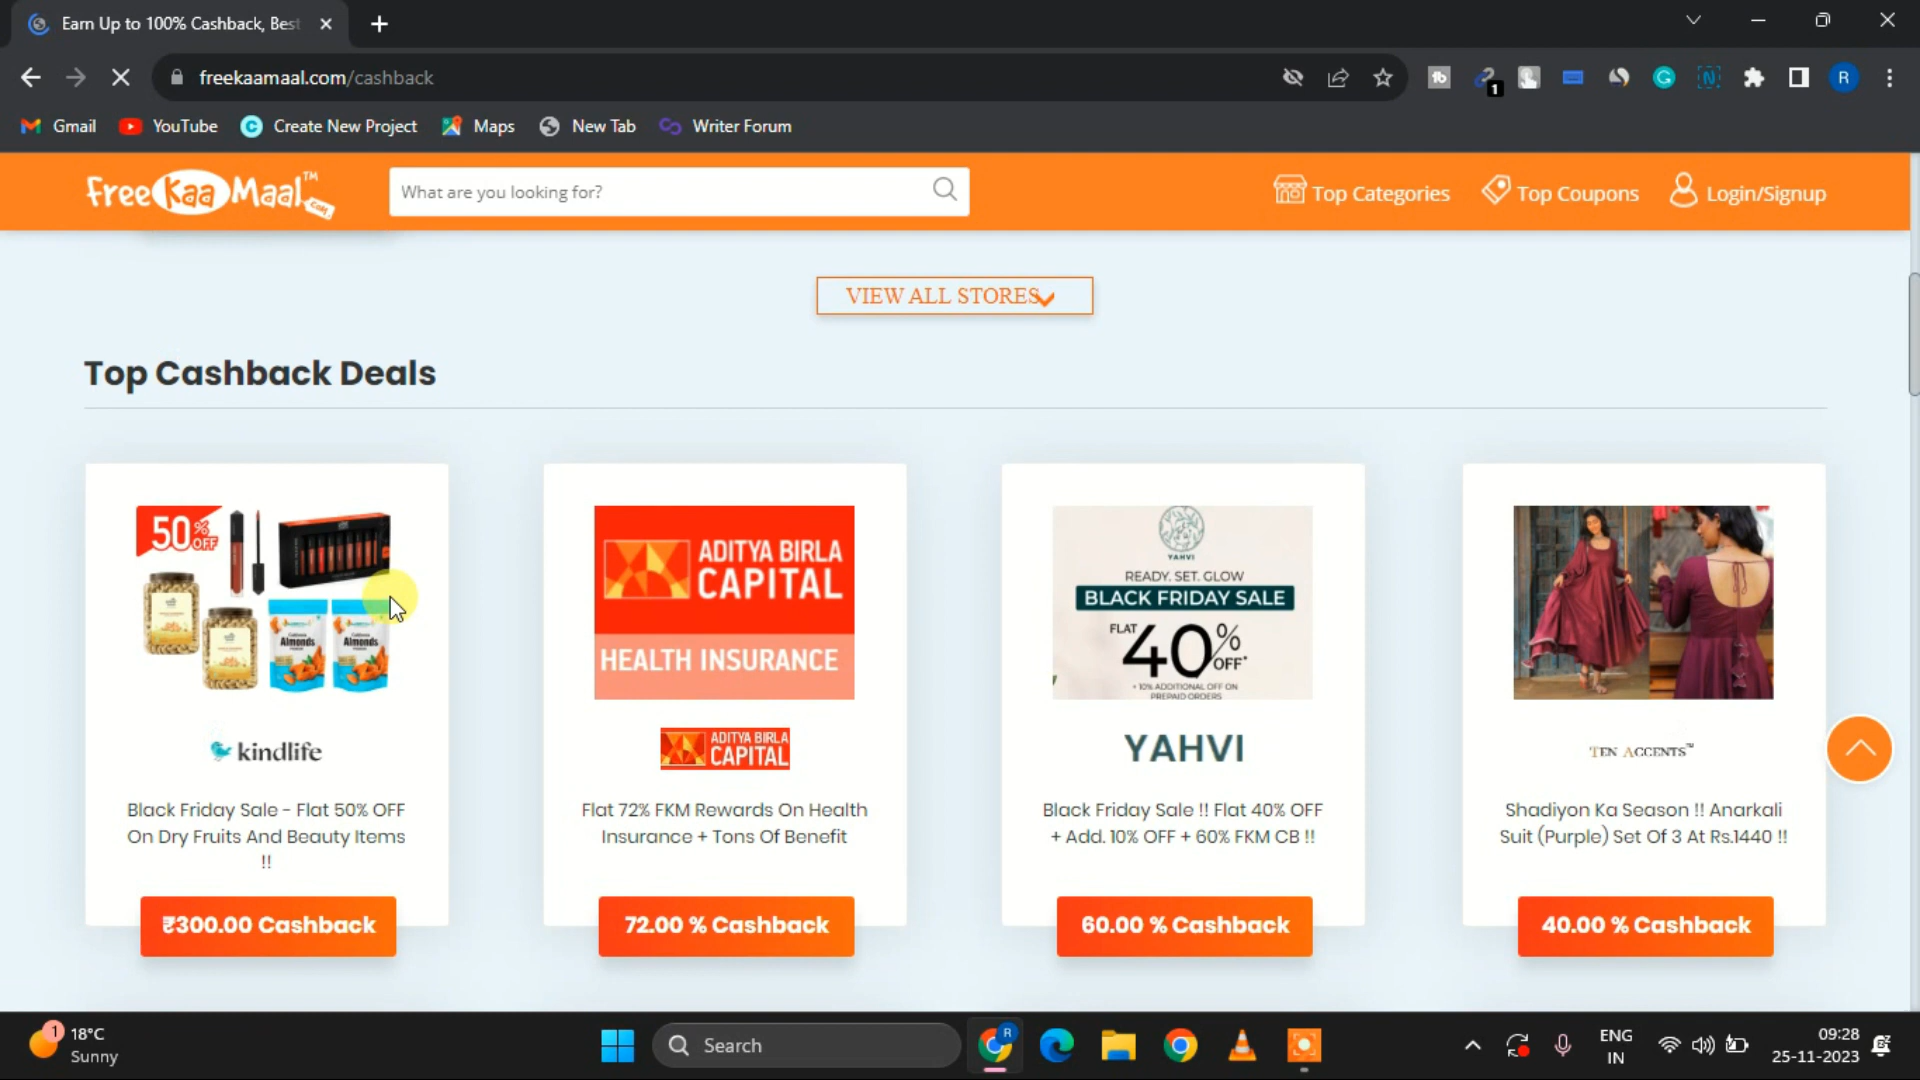 Earn Up to 100% Cashback, Best
freekaamaal.com/cashback
1
R
Gmail
YouTube
Create New Project
Maps
New Tab
Writer Forum
FreeKaaMaal™
.COM
What are you looking for?
Top Categories
Top Coupons
Login/Signup
VIEW ALL STORES
Top Cashback Deals
50% OFF
Almonds
Almonds
kindlife
Black Friday Sale - Flat 50% OFF
On Dry Fruits And Beauty Items
!!
₹300.00 Cashback
ADITYA BIRLA
CAPITAL
HEALTH INSURANCE
ADITYA BIRLA
CAPITAL
Flat 72% FKM Rewards On Health
Insurance + Tons Of Benefit
72.00 % Cashback
YAHVI
READY. SET. GLOW
BLACK FRIDAY SALE
FLAT 40% OFF*
+ 10% ADDITIONAL OFF ON
PREPAID ORDERS
YAHVI
Black Friday Sale !! Flat 40% OFF
+ Add. 10% OFF + 60% FKM CB !!
60.00 % Cashback
TEN ACCENTS™
Shadiyon Ka Season !! Anarkali
Suit (Purple) Set Of 3 At Rs.1440 !!
40.00 % Cashback
1
18°C
Sunny
Search
R
ENG
IN
09:28
25-11-2023